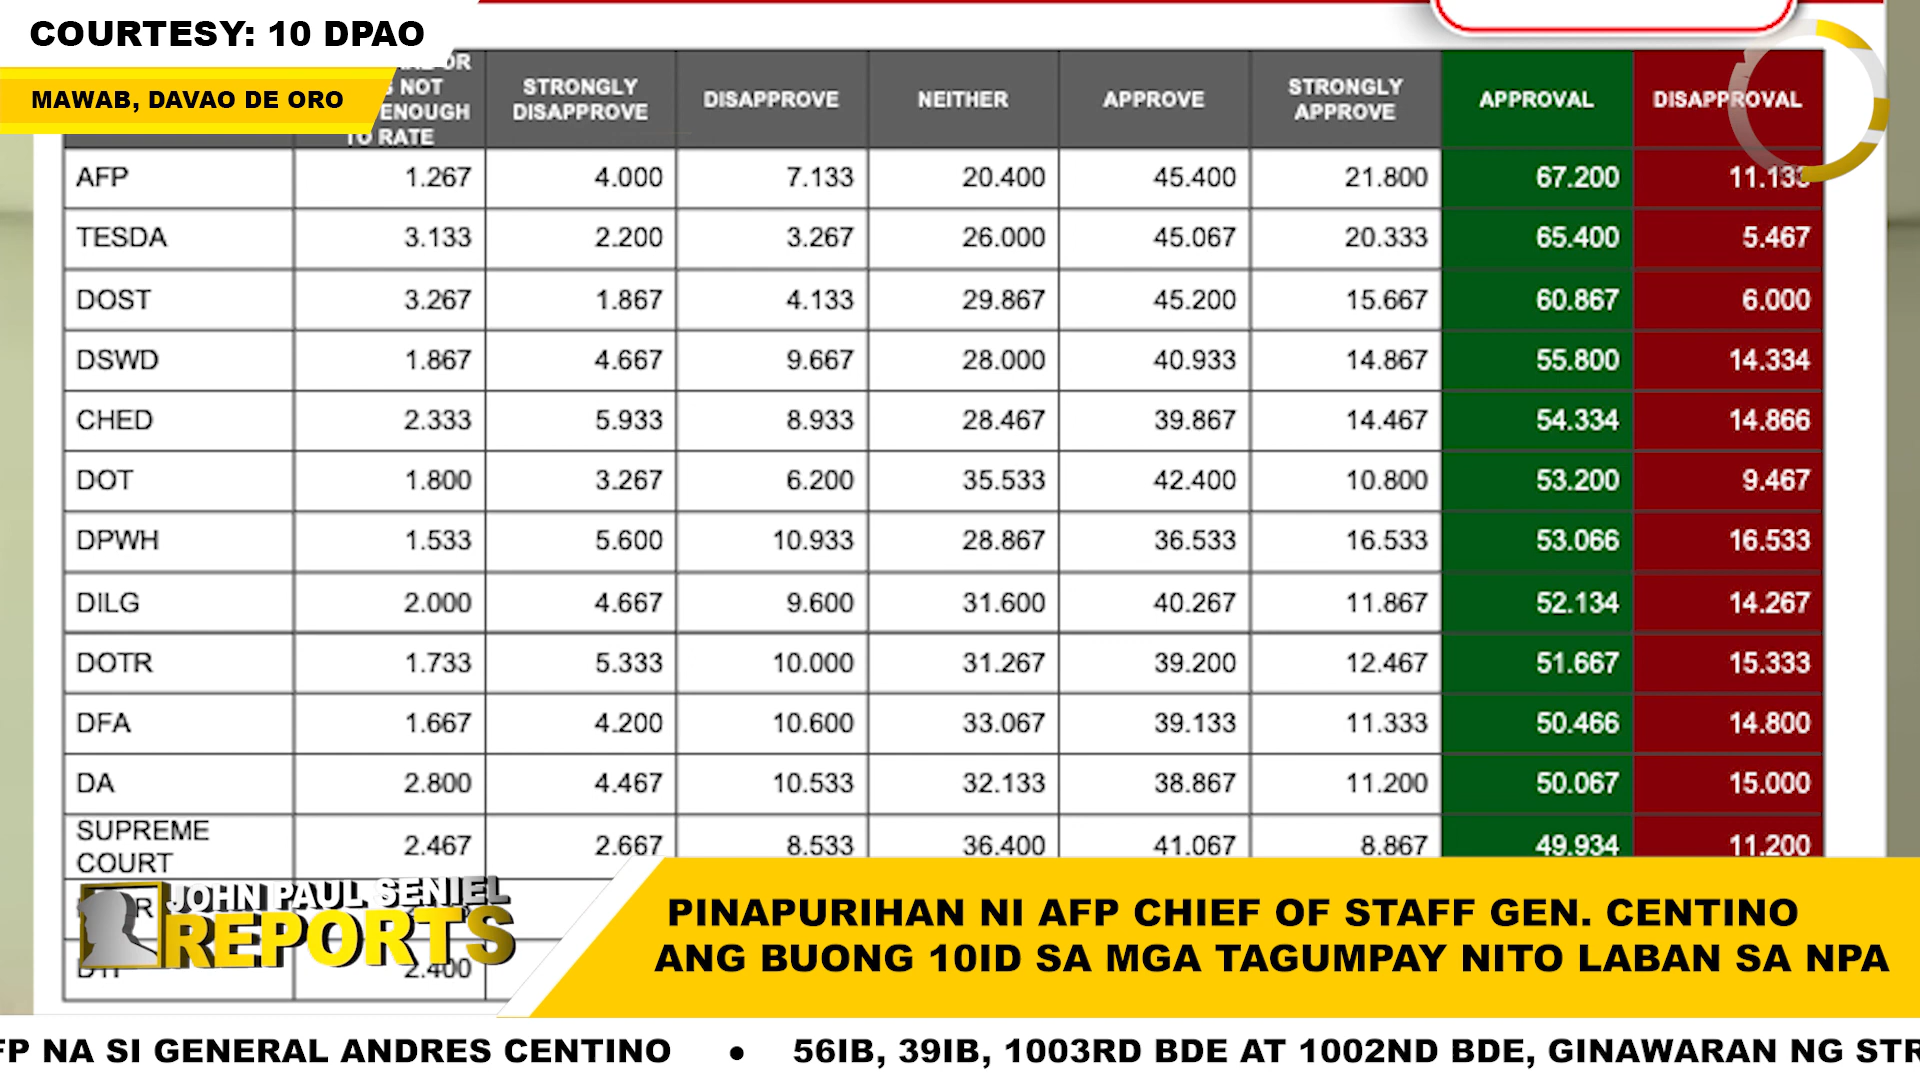 COURTESY: 10 DPAO
MAWAB, DAVAO DE ORO
OR
NOT
ENOUGH
TO RATE
STRONGLY
DISAPPROVE
DISAPPROVE
NEITHER
APPROVE
STRONGLY
APPROVE
APPROVAL
DISAPPROVAL
AFP 1.267 4.000 7.133 20.400 45.400 21.800 67.200 11.133
TESDA 3.133 2.200 3.267 26.000 45.067 20.333 65.400 5.467
DOST 3.267 1.867 4.133 29.867 45.200 15.667 60.867 6.000
DSWD 1.867 4.667 9.667 28.000 40.933 14.867 55.800 14.334
CHED 2.333 5.933 8.933 28.467 39.867 14.467 54.334 14.866
DOT 1.800 3.267 6.200 35.533 42.400 10.800 53.200 9.467
DPWH 1.533 5.600 10.933 28.867 36.533 16.533 53.066 16.533
DILG 2.000 4.667 9.600 31.600 40.267 11.867 52.134 14.267
DOTR 1.733 5.333 10.000 31.267 39.200 12.467 51.667 15.333
DFA 1.667 4.200 10.600 33.067 39.133 11.333 50.466 14.800
DA 2.800 4.467 10.533 32.133 38.867 11.200 50.067 15.000
SUPREME
COURT 2.467 2.667 8.533 36.400 41.067 8.867 49.934 11.200
2.400
JOHN PAUL SENIEL
REPORTS
PINAPURIHAN NI AFP CHIEF OF STAFF GEN. CENTINO
ANG BUONG 10ID SA MGA TAGUMPAY NITO LABAN SA NPA
FP NA SI GENERAL ANDRES CENTINO • 56IB, 39IB, 1003RD BDE AT 1002ND BDE, GINAWARAN NG STR